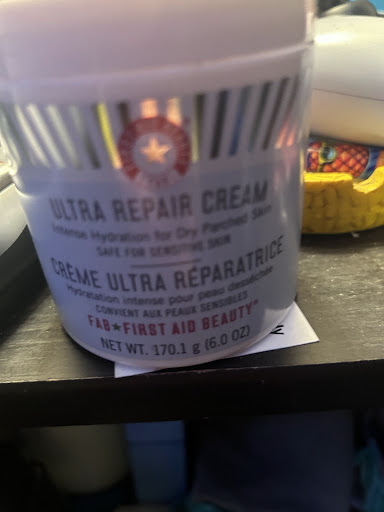 ULTRA REPAIR CREAM
Intense Hydration for Dry Parched Skin
SAFE FOR SENSITIVE SKIN
CRÈME ULTRA RÉPARATRICE
Hydratation intense pour peau desséchée
CONVIENT AUX PEAUX SENSIBLES
FAB★FIRST AID BEAUTY™
NET WT. 170.1 g (6.0 OZ)